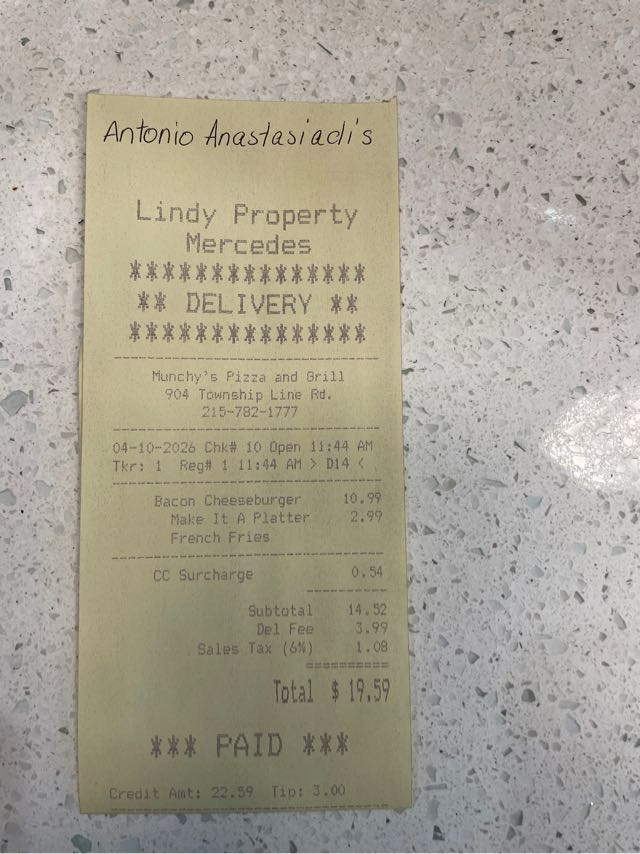 Antonio Anastasiadi's
Lindy Property
Mercedes
***************
** DELIVERY **
***************
Munchy's Pizza and Grill
904 Township Line Rd.
215-782-1777
04-10-2026 Chk# 10 Open 11:44 AM
Tkr: 1 Reg# 1 11:44 AM > D14 <
Bacon Cheeseburger 10.99
Make It A Platter 2.99
French Fries
CC Surcharge 0.54
Subtotal 14.52
Del Fee 3.99
Sales Tax (6%) 1.08
Total $ 19.59
*** PAID ***
Credit Amt: 22.59 Tip: 3.00